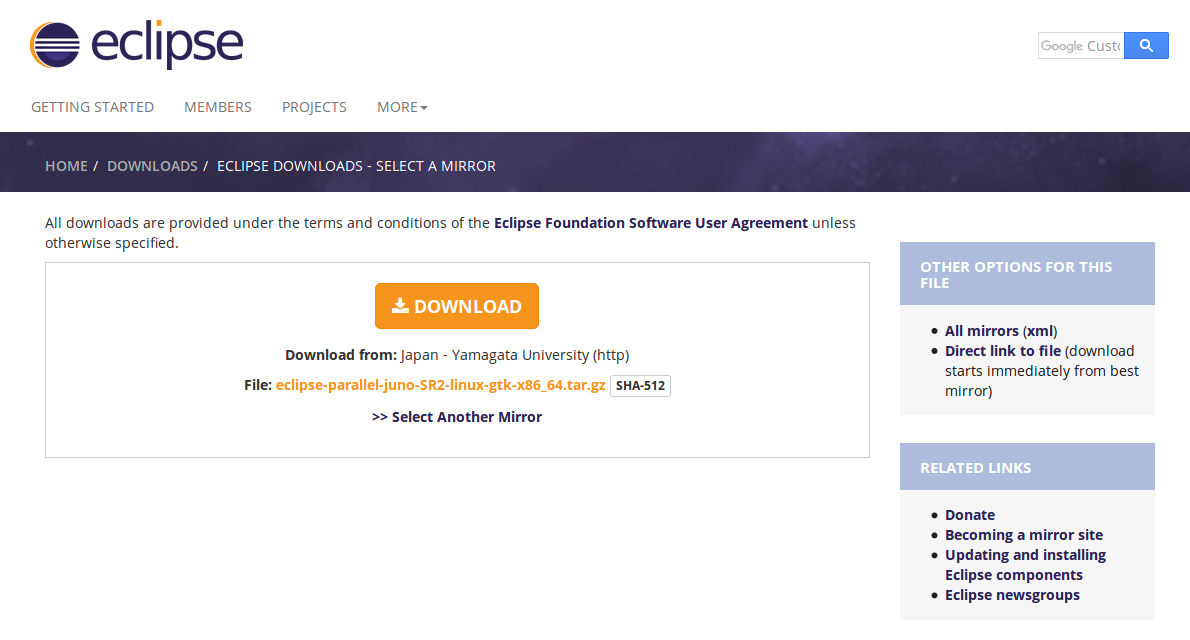 eclipse
Google Custo
GETTING STARTED MEMBERS PROJECTS MORE
HOME / DOWNLOADS / ECLIPSE DOWNLOADS - SELECT A MIRROR
All downloads are provided under the terms and conditions of the Eclipse Foundation Software User Agreement unless
otherwise specified.
DOWNLOAD
Download from: Japan - Yamagata University (http)
File: eclipse-parallel-juno-SR2-linux-gtk-x86_64.tar.gz SHA-512
>> Select Another Mirror
OTHER OPTIONS FOR THIS
FILE
All mirrors (xml)
Direct link to file (download
starts immediately from best
mirror)
RELATED LINKS
Donate
Becoming a mirror site
Updating and installing
Eclipse components
Eclipse newsgroups